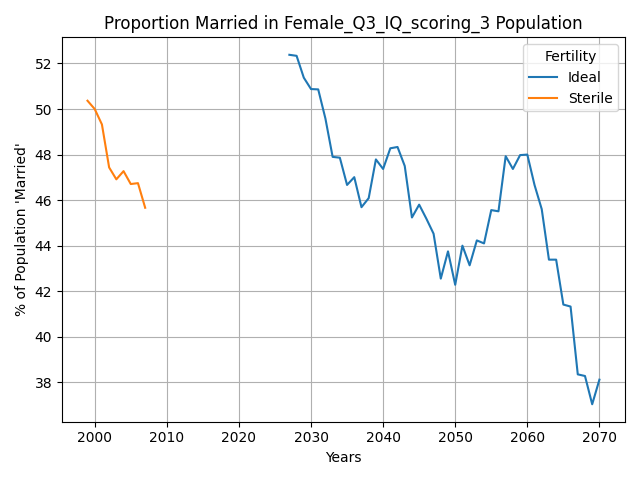 Proportion Married in Female_Q3_IQ_scoring_3 Population
Fertility
Ideal
Sterile
% of Population 'Married'
52
50
48
46
44
42
40
38
2000
2010
2020
2030
2040
2050
2060
2070
Years